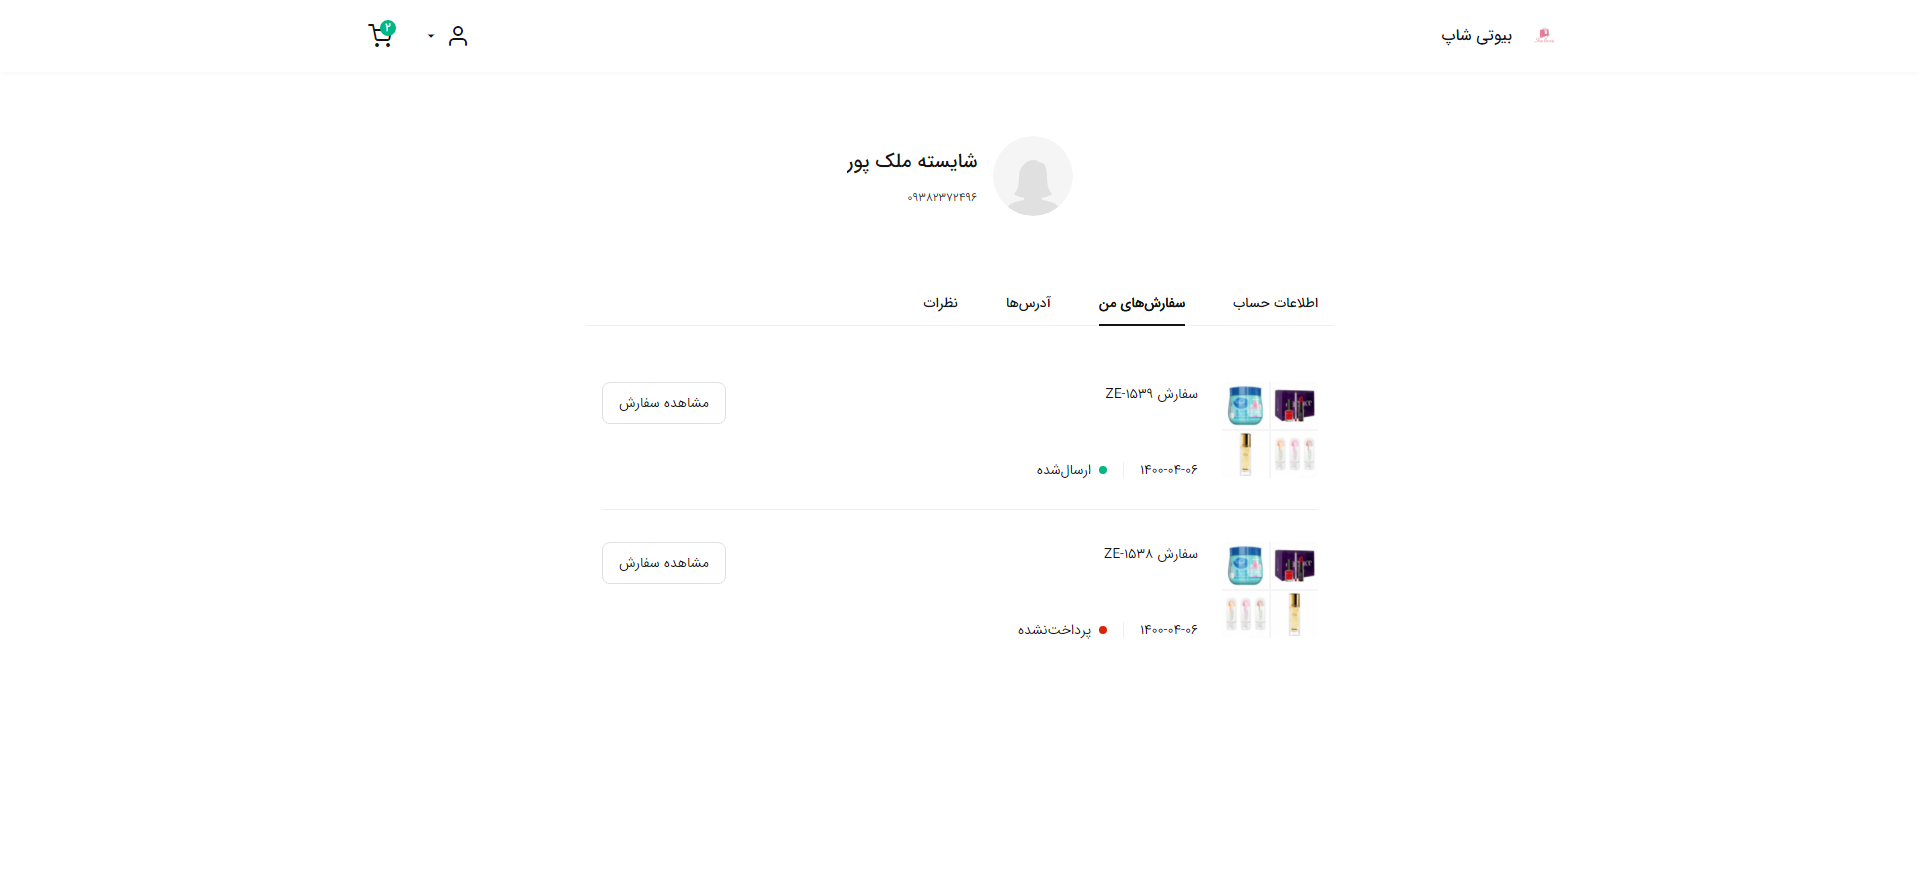 بیوتی شاپ
۲
شایسته ملک پور
۰۹۳۸۲۳۷۲۴۹۶
اطلاعات حساب
سفارش‌های من
آدرس‌ها
نظرات
سفارش ZE-۱۵۳۹
مشاهده سفارش
۱۴۰۰-۰۴-۰۶
ارسال‌شده
سفارش ZE-۱۵۳۸
مشاهده سفارش
۱۴۰۰-۰۴-۰۶
پرداخت‌نشده